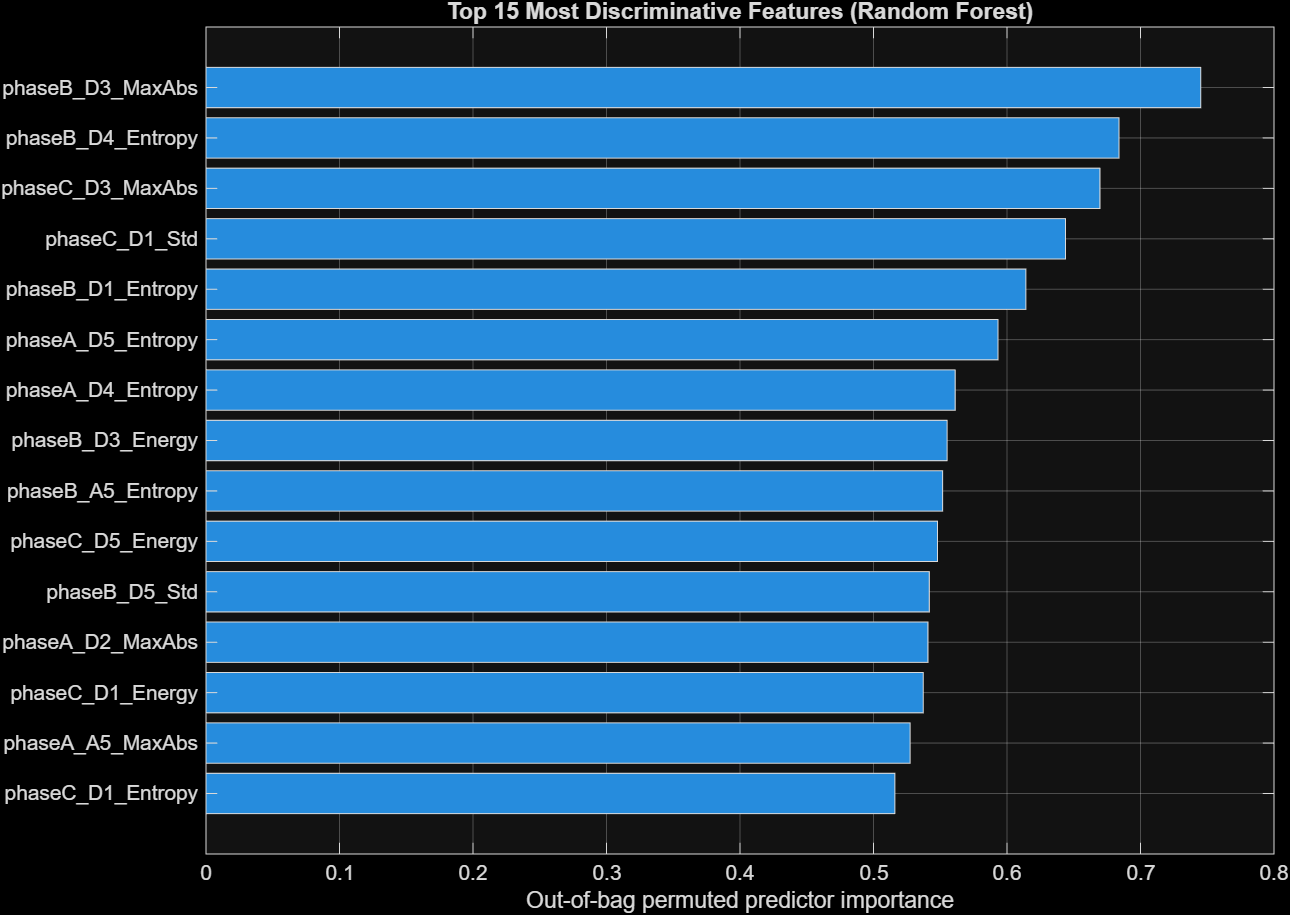 Top 15 Most Discriminative Features (Random Forest)
phaseB_D3_MaxAbs
phaseB_D4_Entropy
phaseC_D3_MaxAbs
phaseC_D1_Std
phaseB_D1_Entropy
phaseA_D5_Entropy
phaseA_D4_Entropy
phaseB_D3_Energy
phaseB_A5_Entropy
phaseC_D5_Energy
phaseB_D5_Std
phaseA_D2_MaxAbs
phaseC_D1_Energy
phaseA_A5_MaxAbs
phaseC_D1_Entropy
0 0.1 0.2 0.3 0.4 0.5 0.6 0.7 0.8
Out-of-bag permuted predictor importance